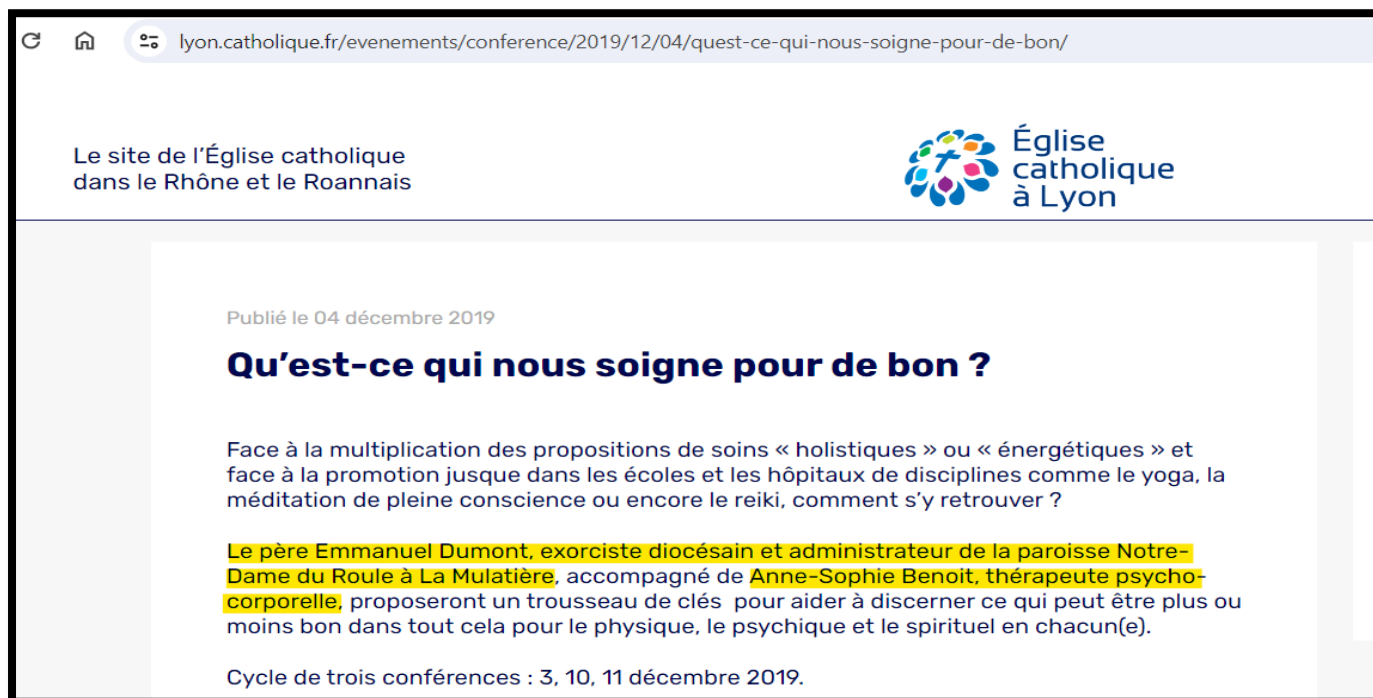 lyon.catholique.fr/evenements/conference/2019/12/04/quest-ce-qui-nous-soigne-pour-de-bon/
Le site de l'Église catholique
dans le Rhône et le Roannais
Église
catholique
à Lyon
Publié le 04 décembre 2019
Qu'est-ce qui nous soigne pour de bon ?
Face à la multiplication des propositions de soins « holistiques » ou « énergétiques » et
face à la promotion jusque dans les écoles et les hôpitaux de disciplines comme le yoga, la
méditation de pleine conscience ou encore le reiki, comment s'y retrouver ?
Le père Emmanuel Dumont, exorciste diocésain et administrateur de la paroisse Notre-
Dame du Roule à La Mulatière, accompagné de Anne-Sophie Benoit, thérapeute psycho-
corporelle, proposeront un trousseau de clés  pour aider à discerner ce qui peut être plus ou
moins bon dans tout cela pour le physique, le psychique et le spirituel en chacun(e).
Cycle de trois conférences : 3, 10, 11 décembre 2019.